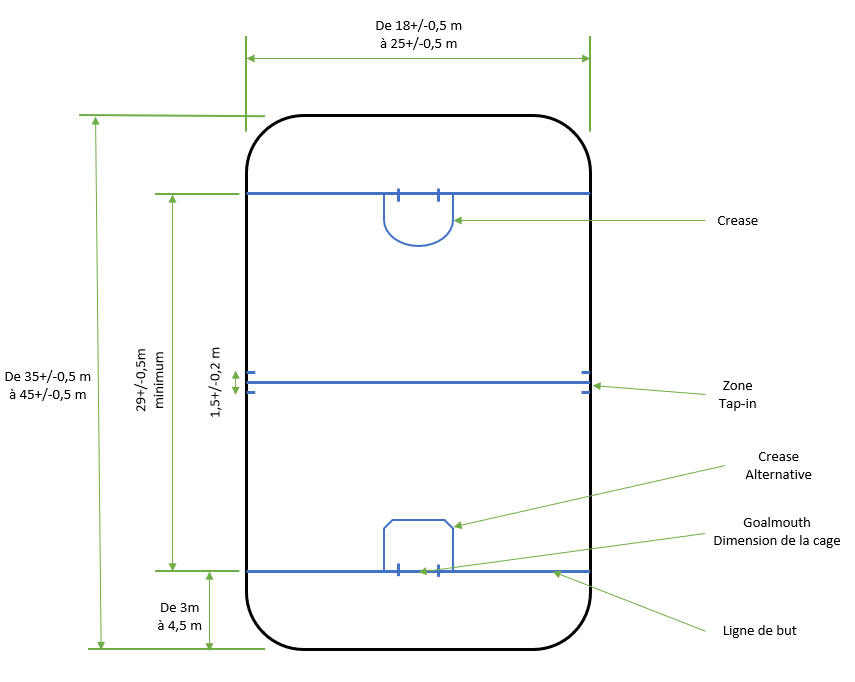 De 18+/-0,5 m
à 25+/-0,5 m
Crease
De 35+/-0,5 m
à 45+/-0,5 m
29+/-0,5m
minimum
1,5+/-0,2 m
Zone
Tap-in
Crease
Alternative
Goalmouth
Dimension de la cage
De 3m
à 4,5 m
Ligne de but